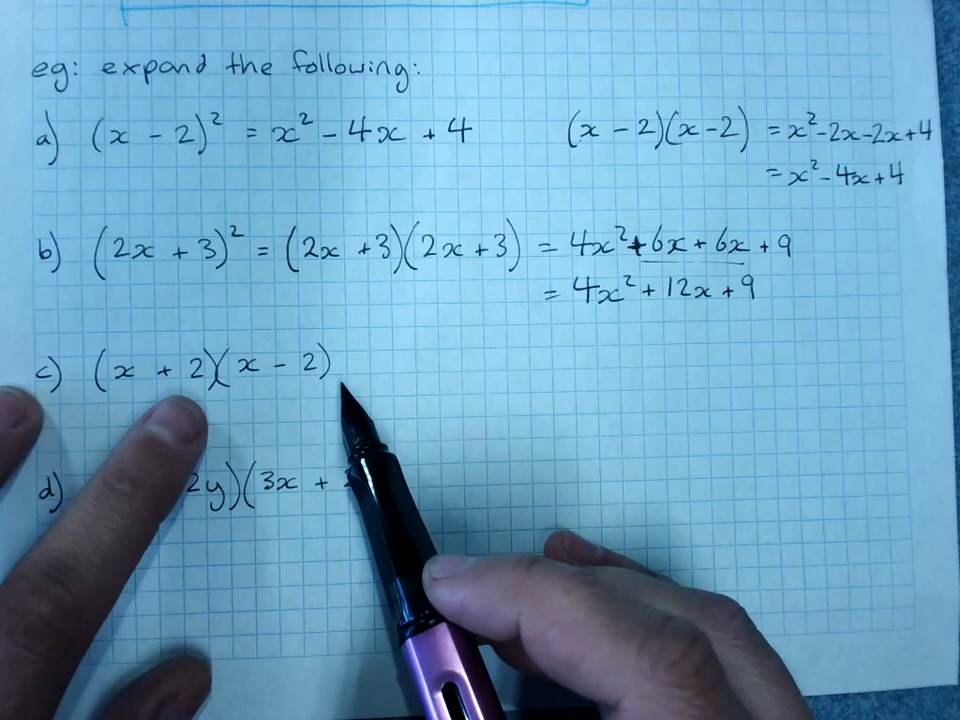 eg: expand the following:
a) (x - 2)² = x² - 4x + 4 (x - 2)(x - 2) = x² - 2x - 2x + 4
= x² - 4x + 4
b) (2x + 3)² = (2x + 3)(2x + 3) = 4x² + 6x + 6x + 9
= 4x² + 12x + 9
c) (x + 2)(x - 2)
d) 2y)(3x +